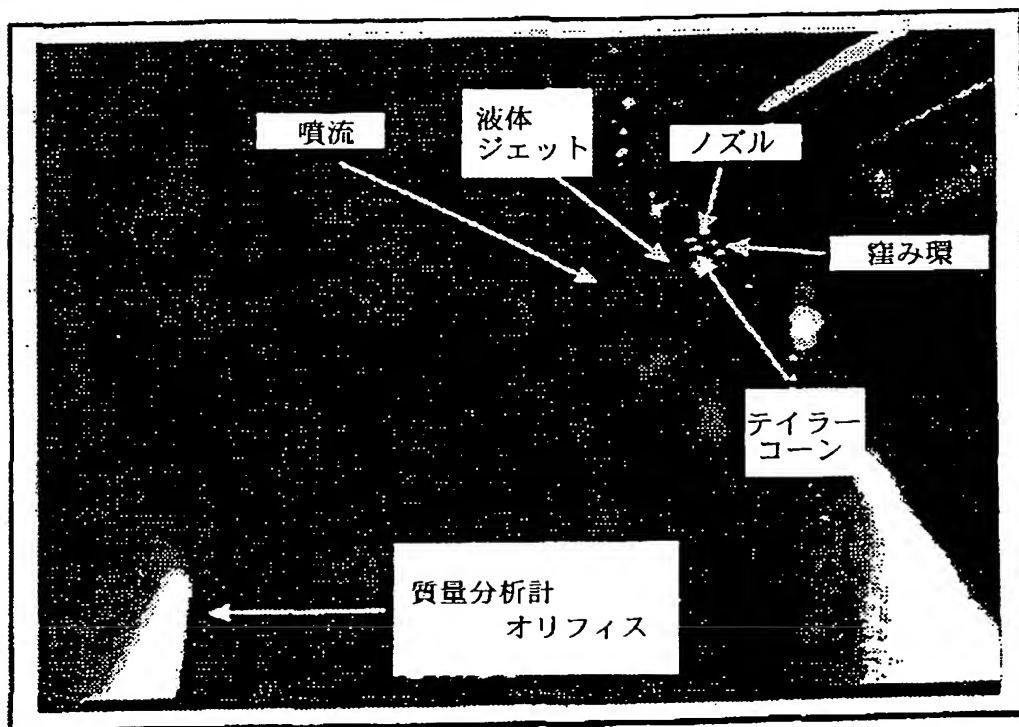 噴流
液体
ジェット
ノズル
窪み環
テイラー
コーン
質量分析計
オリフィス